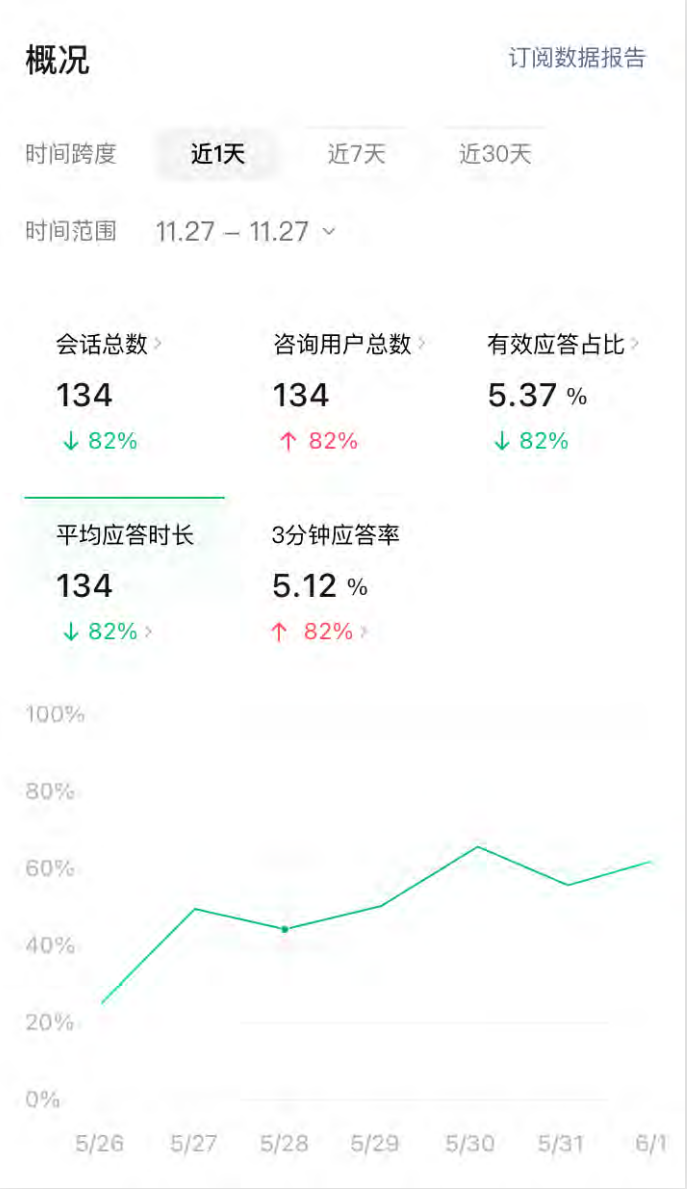 概况 订阅数据报告
时间跨度 近1天 近7天 近30天
时间范围 11.27 – 11.27
会话总数 咨询用户总数 有效应答占比
134 134 5.37 %
↓ 82% ↑ 82% ↓ 82%
平均应答时长 3分钟应答率
134 5.12 %
↓ 82% ↑ 82%
100%
80%
60%
40%
20%
0%
5/26 5/27 5/28 5/29 5/30 5/31 6/1